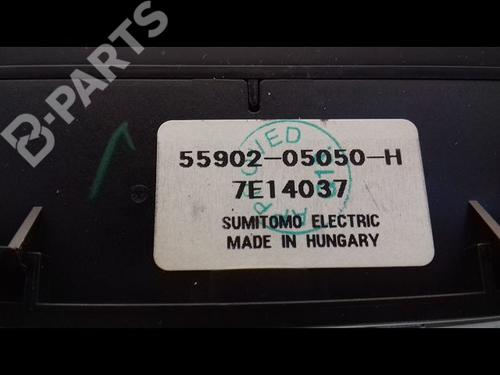 B-PARTS
55902-05050-H
7E14037
SUMITOMO ELECTRIC
MADE IN HUNGARY